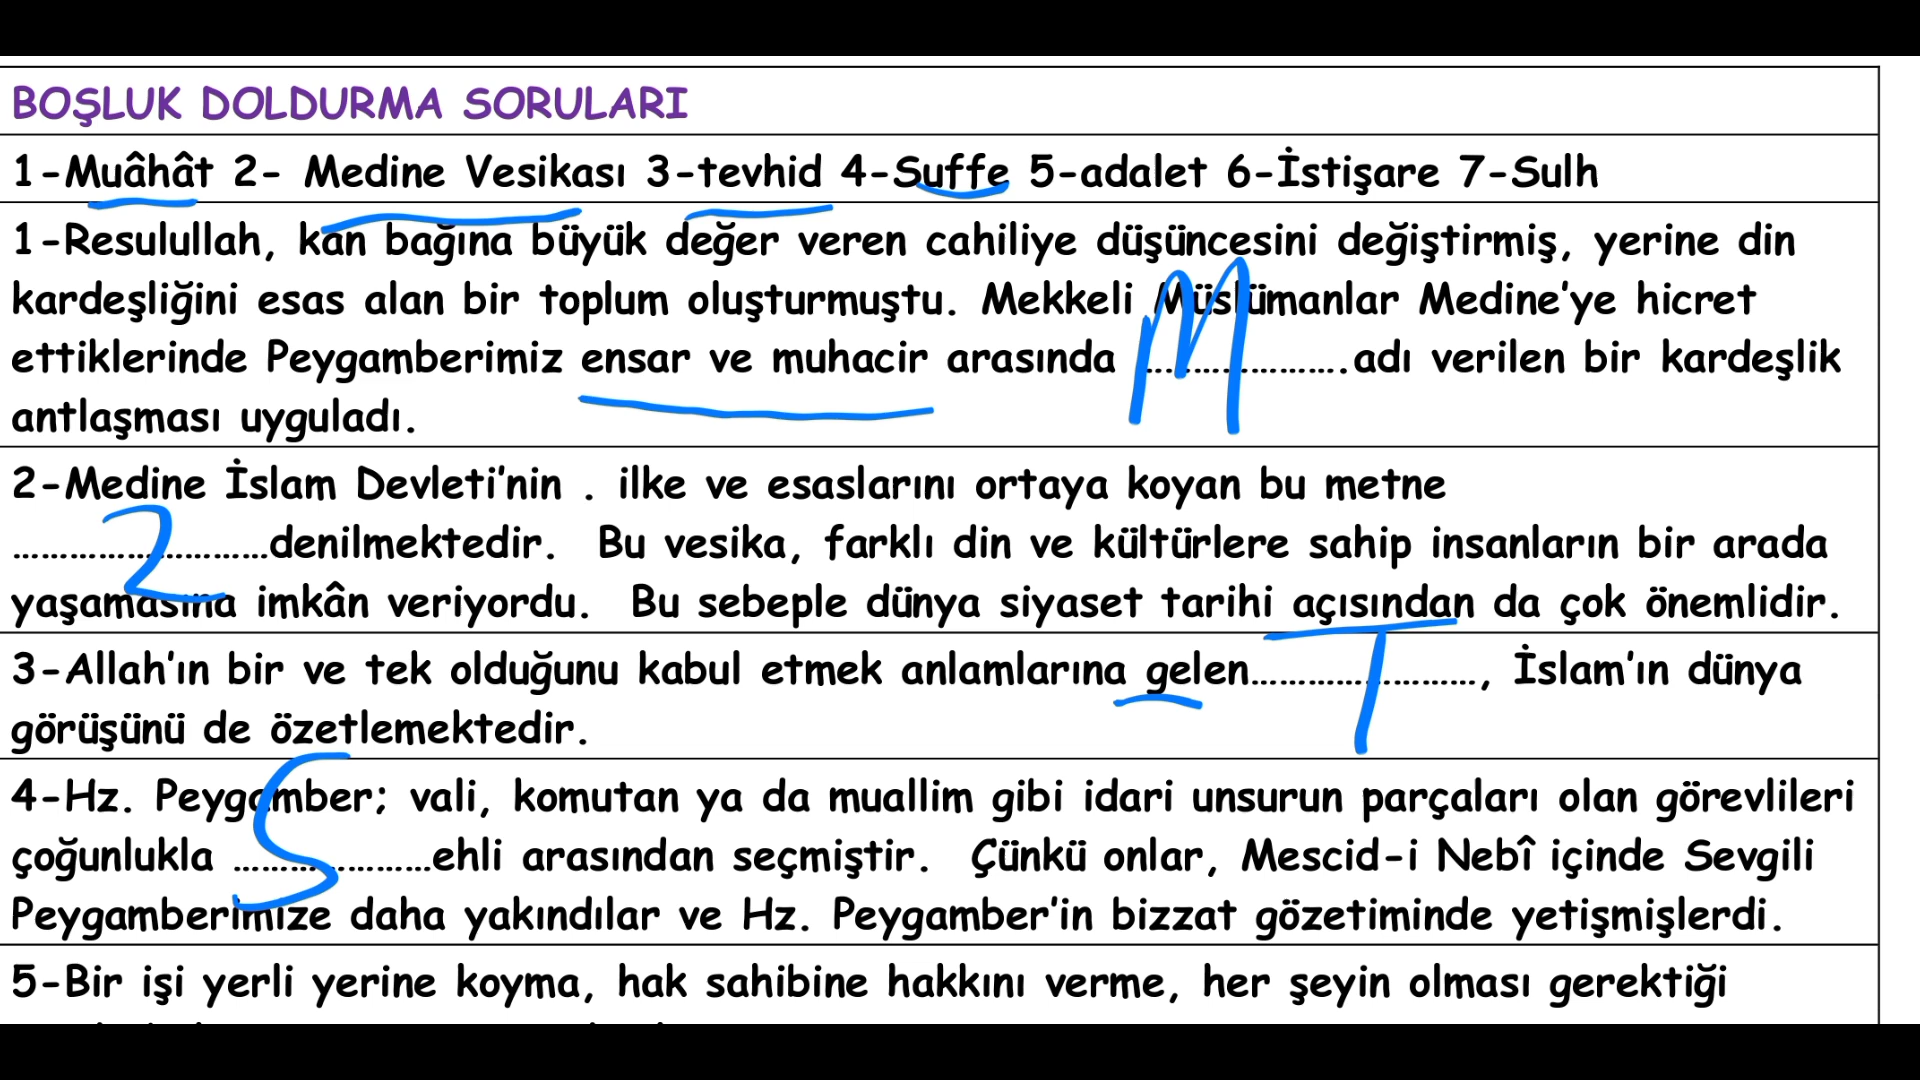 BOŞLUK DOLDURMA SORULARI
1-Muâhât 2- Medine Vesikası 3-tevhid 4-Suffe 5-adalet 6-İstişare 7-Sulh
1-Resulullah, kan bağına büyük değer veren cahiliye düşüncesini değiştirmiş, yerine din
kardeşliğini esas alan bir toplum oluşturmuştu. Mekkeli Müslümanlar Medine'ye hicret
ettiklerinde Peygamberimiz ensar ve muhacir arasında M ………………….adı verilen bir kardeşlik
antlaşması uyguladı.
2-Medine İslam Devleti'nin . ilke ve esaslarını ortaya koyan bu metne
2 ………………………denilmektedir. Bu vesika, farklı din ve kültürlere sahip insanların bir arada
yaşamasına imkân veriyordu. Bu sebeple dünya siyaset tarihi açısından da çok önemlidir.
3-Allah'ın bir ve tek olduğunu kabul etmek anlamlarına gelen T ……………………, İslam'ın dünya
görüşünü de özetlemektedir.
4-Hz. Peygamber; vali, komutan ya da muallim gibi idari unsurun parçaları olan görevlileri
çoğunlukla S …………………ehli arasından seçmiştir. Çünkü onlar, Mescid-i Nebî içinde Sevgili
Peygamberimize daha yakındılar ve Hz. Peygamber'in bizzat gözetiminde yetişmişlerdi.
5-Bir işi yerli yerine koyma, hak sahibine hakkını verme, her şeyin olması gerektiği